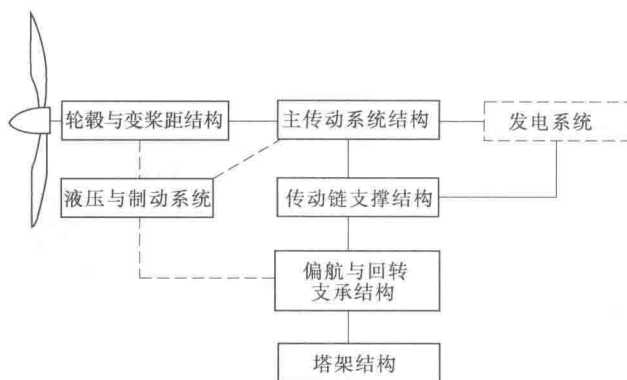 轮毂与变桨距结构
主传动系统结构
发电系统
液压与制动系统
传动链支撑结构
偏航与回转
支承结构
塔架结构